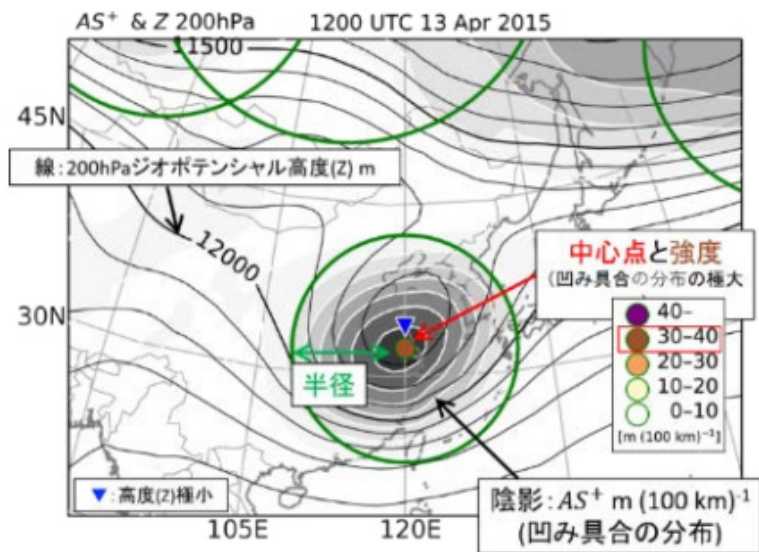 AS⁺ & Z 200hPa 1200 UTC 13 Apr 2015
11500
45N
線:200hPaジオポテンシャル高度(Z) m
12000
中心点と強度
(凹み具合の分布の極大
30N
40–
30–40
20–30
10–20
0–10
[m (100 km)⁻¹]
半径
▼:高度(Z)極小
陰影:AS⁺ m (100 km)⁻¹
(凹み具合の分布)
105E 120E